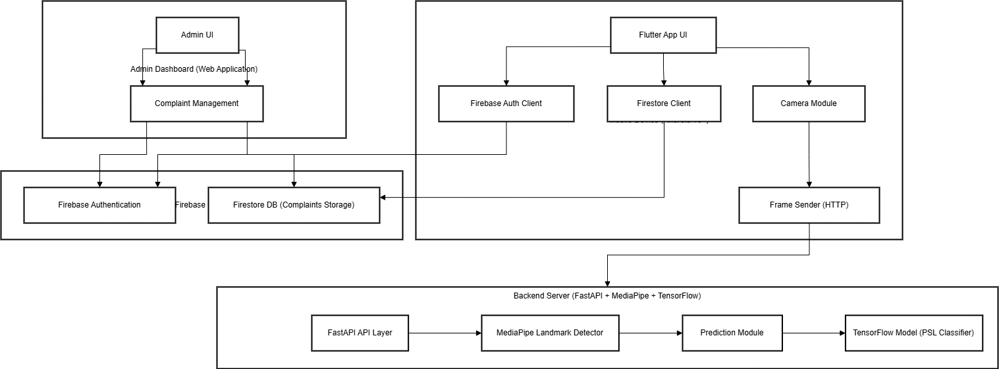 Admin UI
Flutter App UI
Admin Dashboard (Web Application)
Complaint Management
Firebase Auth Client
Firestore Client
Camera Module
Firebase Authentication
Firebase
Firestore DB (Complaints Storage)
Frame Sender (HTTP)
Backend Server (FastAPI + MediaPipe + TensorFlow)
FastAPI API Layer
MediaPipe Landmark Detector
Prediction Module
TensorFlow Model (PSL Classifier)